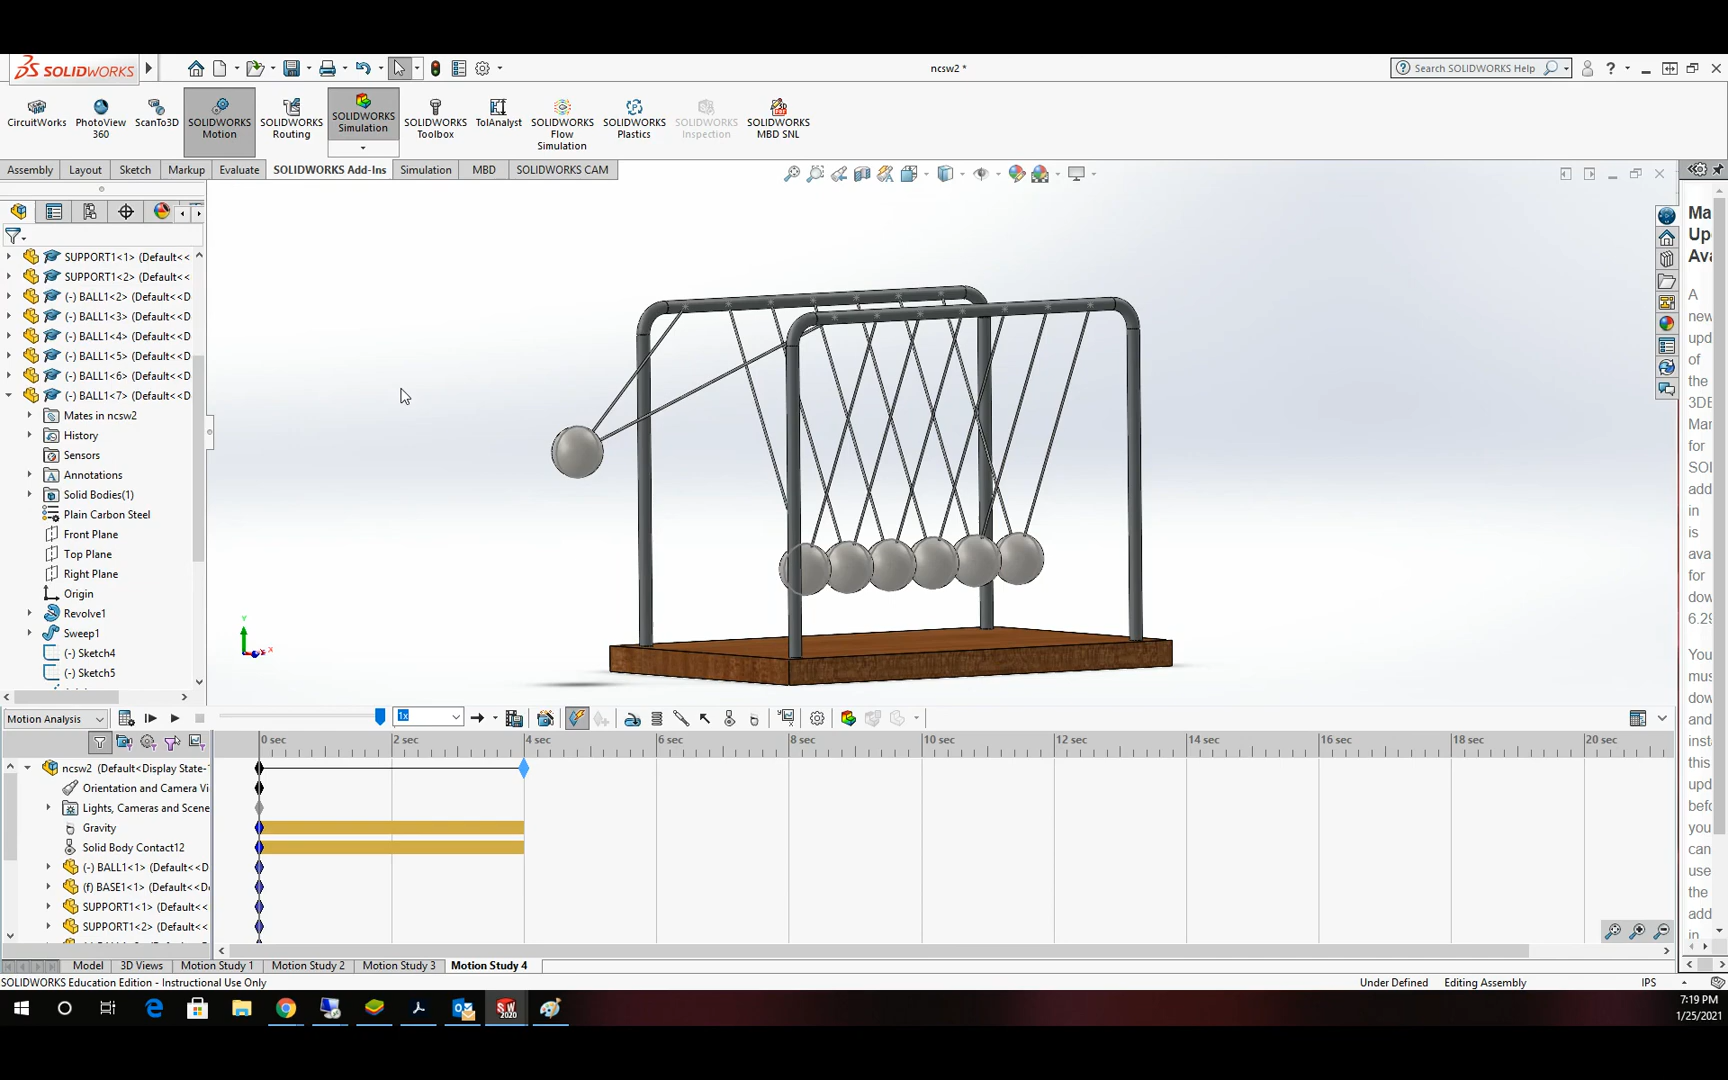 SOLIDWORKS
ncsw2 *
Search SOLIDWORKS Help
CircuitWorks
PhotoView 360
ScanTo3D
SOLIDWORKS Motion
SOLIDWORKS Routing
SOLIDWORKS Simulation
SOLIDWORKS Toolbox
TolAnalyst
SOLIDWORKS Flow Simulation
SOLIDWORKS Plastics
SOLIDWORKS Inspection
SOLIDWORKS MBD SNL
Assembly
Layout
Sketch
Markup
Evaluate
SOLIDWORKS Add-Ins
Simulation
MBD
SOLIDWORKS CAM
SUPPORT1<1> (Default<<
SUPPORT1<2> (Default<<
(-) BALL1<2> (Default<<D
(-) BALL1<3> (Default<<D
(-) BALL1<4> (Default<<D
(-) BALL1<5> (Default<<D
(-) BALL1<6> (Default<<D
(-) BALL1<7> (Default<<D
Mates in ncsw2
History
Sensors
Annotations
Solid Bodies(1)
Plain Carbon Steel
Front Plane
Top Plane
Right Plane
Origin
Revolve1
Sweep1
(-) Sketch4
(-) Sketch5
Y
X
Ma
Up
Ava
A
new
upd
of
the
3DE
Mar
for
SOI
add
in
is
ava
for
dow
6.29
You
mus
dow
and
inst
this
upd
befo
you
can
use
the
add
in
Motion Analysis
1x
0 sec
2 sec
4 sec
6 sec
8 sec
10 sec
12 sec
14 sec
16 sec
18 sec
20 sec
ncsw2 (Default<Display State-
Orientation and Camera Vi
Lights, Cameras and Scene
Gravity
Solid Body Contact12
(-) BALL1<1> (Default<<D
(f) BASE1<1> (Default<<De
SUPPORT1<1> (Default<<
SUPPORT1<2> (Default<<
Model
3D Views
Motion Study 1
Motion Study 2
Motion Study 3
Motion Study 4
SOLIDWORKS Education Edition - Instructional Use Only
Under Defined
Editing Assembly
IPS
SW 2020
7:19 PM
1/25/2021